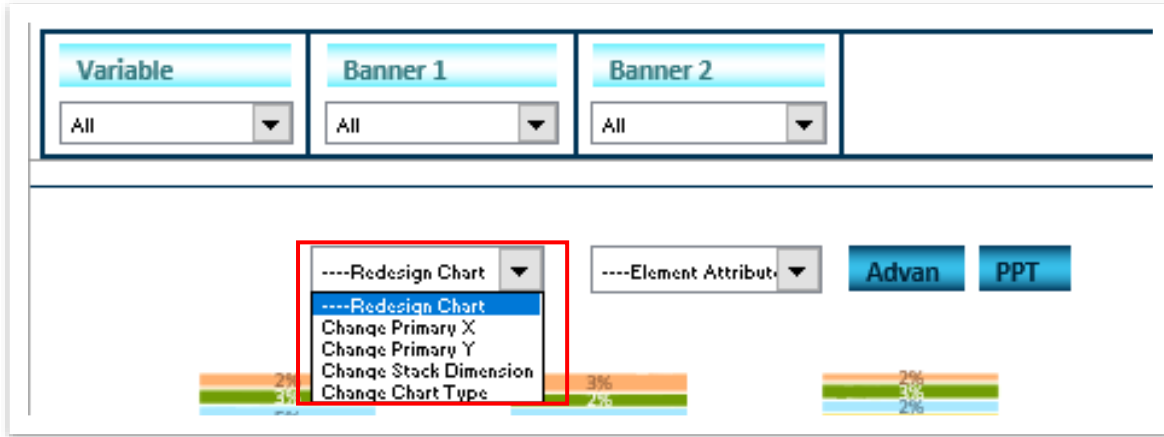 Variable Banner 1 Banner 2
All All All
----Redesign Chart ----Element Attribut Advan PPT
----Redesign Chart
Change Primary X
Change Primary Y
Change Stack Dimension
Change Chart Type
2% 3% 2%
3% 2% 3%
2%